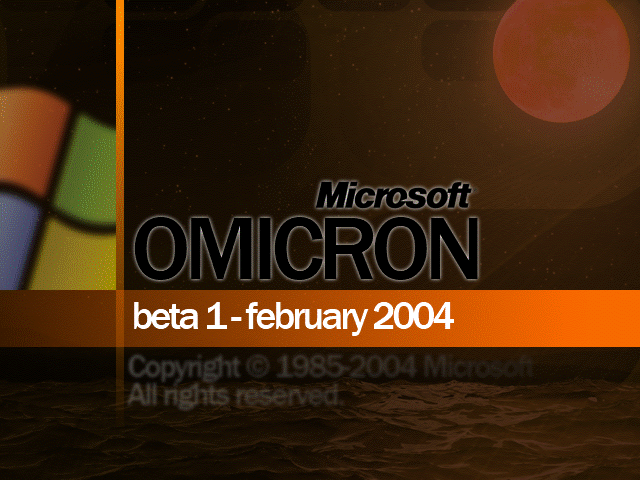 Microsoft
OMICRON
beta 1 - february 2004
Copyright © 1985-2004 Microsoft
All rights reserved.